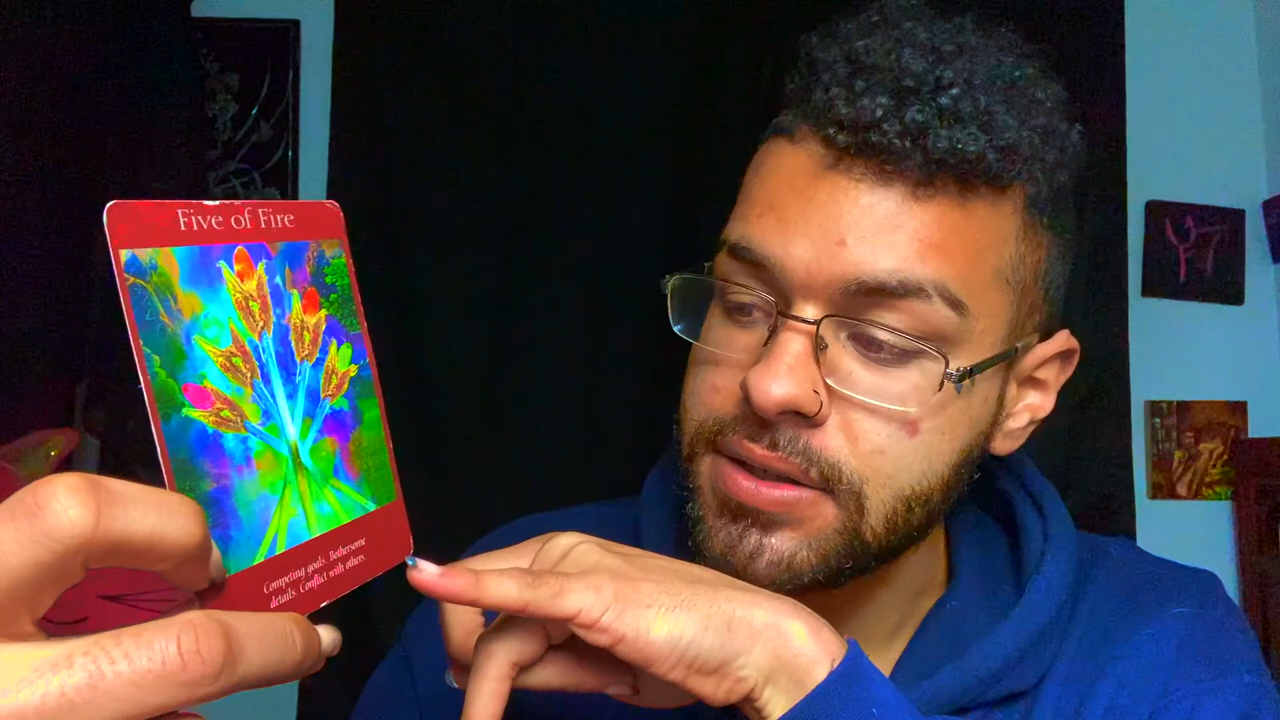 Five of Fire
Competing goals. Bothersome
details. Conflict with others.